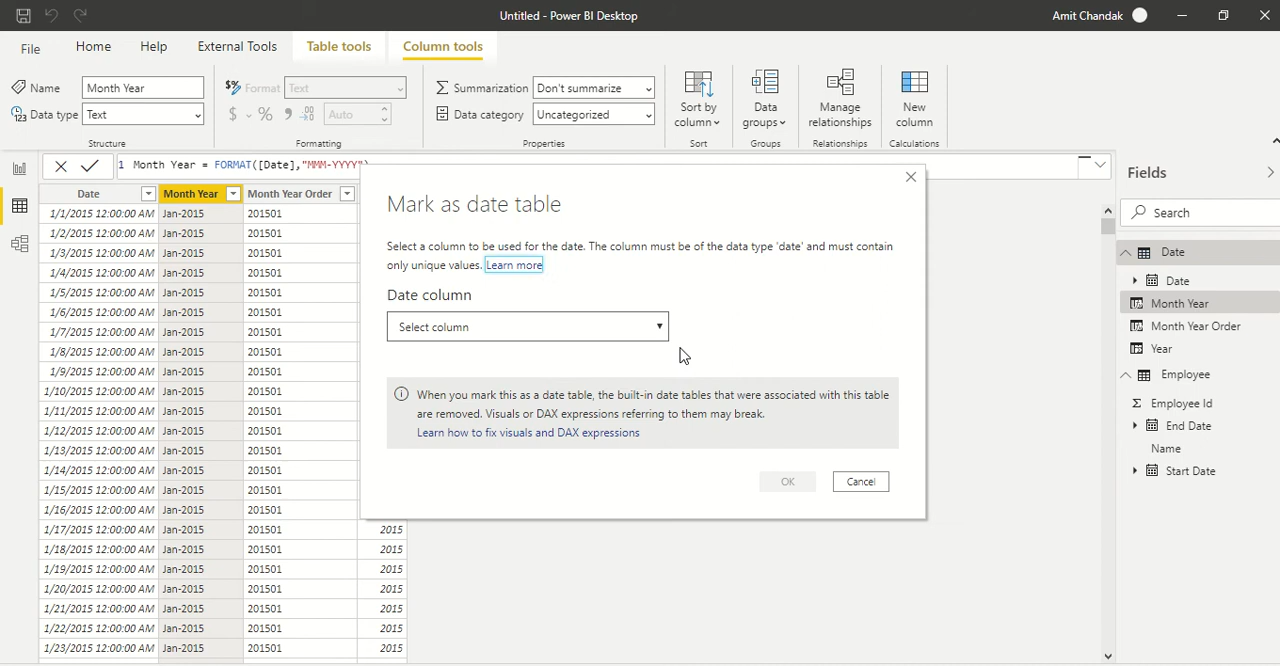 Untitled - Power BI Desktop
Amit Chandak
File Home Help External Tools Table tools Column tools
Name Month Year
Data type Text
Structure
Format Text
$ % Auto
Formatting
Summarization Don't summarize
Data category Uncategorized
Properties
Sort by
column
Sort
Data
groups
Groups
Manage
relationships
Relationships
New
column
Calculations
1 Month Year = FORMAT([Date],"MMM-YYYY")
Date Month Year Month Year Order
1/1/2015 12:00:00 AM Jan-2015 201501
1/2/2015 12:00:00 AM Jan-2015 201501
1/3/2015 12:00:00 AM Jan-2015 201501
1/4/2015 12:00:00 AM Jan-2015 201501
1/5/2015 12:00:00 AM Jan-2015 201501
1/6/2015 12:00:00 AM Jan-2015 201501
1/7/2015 12:00:00 AM Jan-2015 201501
1/8/2015 12:00:00 AM Jan-2015 201501
1/9/2015 12:00:00 AM Jan-2015 201501
1/10/2015 12:00:00 AM Jan-2015 201501
1/11/2015 12:00:00 AM Jan-2015 201501
1/12/2015 12:00:00 AM Jan-2015 201501
1/13/2015 12:00:00 AM Jan-2015 201501
1/14/2015 12:00:00 AM Jan-2015 201501
1/15/2015 12:00:00 AM Jan-2015 201501
1/16/2015 12:00:00 AM Jan-2015 201501
1/17/2015 12:00:00 AM Jan-2015 201501 2015
1/18/2015 12:00:00 AM Jan-2015 201501 2015
1/19/2015 12:00:00 AM Jan-2015 201501 2015
1/20/2015 12:00:00 AM Jan-2015 201501 2015
1/21/2015 12:00:00 AM Jan-2015 201501 2015
1/22/2015 12:00:00 AM Jan-2015 201501 2015
1/23/2015 12:00:00 AM Jan-2015 201501 2015
Mark as date table
Select a column to be used for the date. The column must be of the data type 'date' and must contain
only unique values. Learn more
Date column
Select column
When you mark this as a date table, the built-in date tables that were associated with this table
are removed. Visuals or DAX expressions referring to them may break.
Learn how to fix visuals and DAX expressions
OK Cancel
Fields
Search
Date
Date
Month Year
Month Year Order
Year
Employee
Employee Id
End Date
Name
Start Date